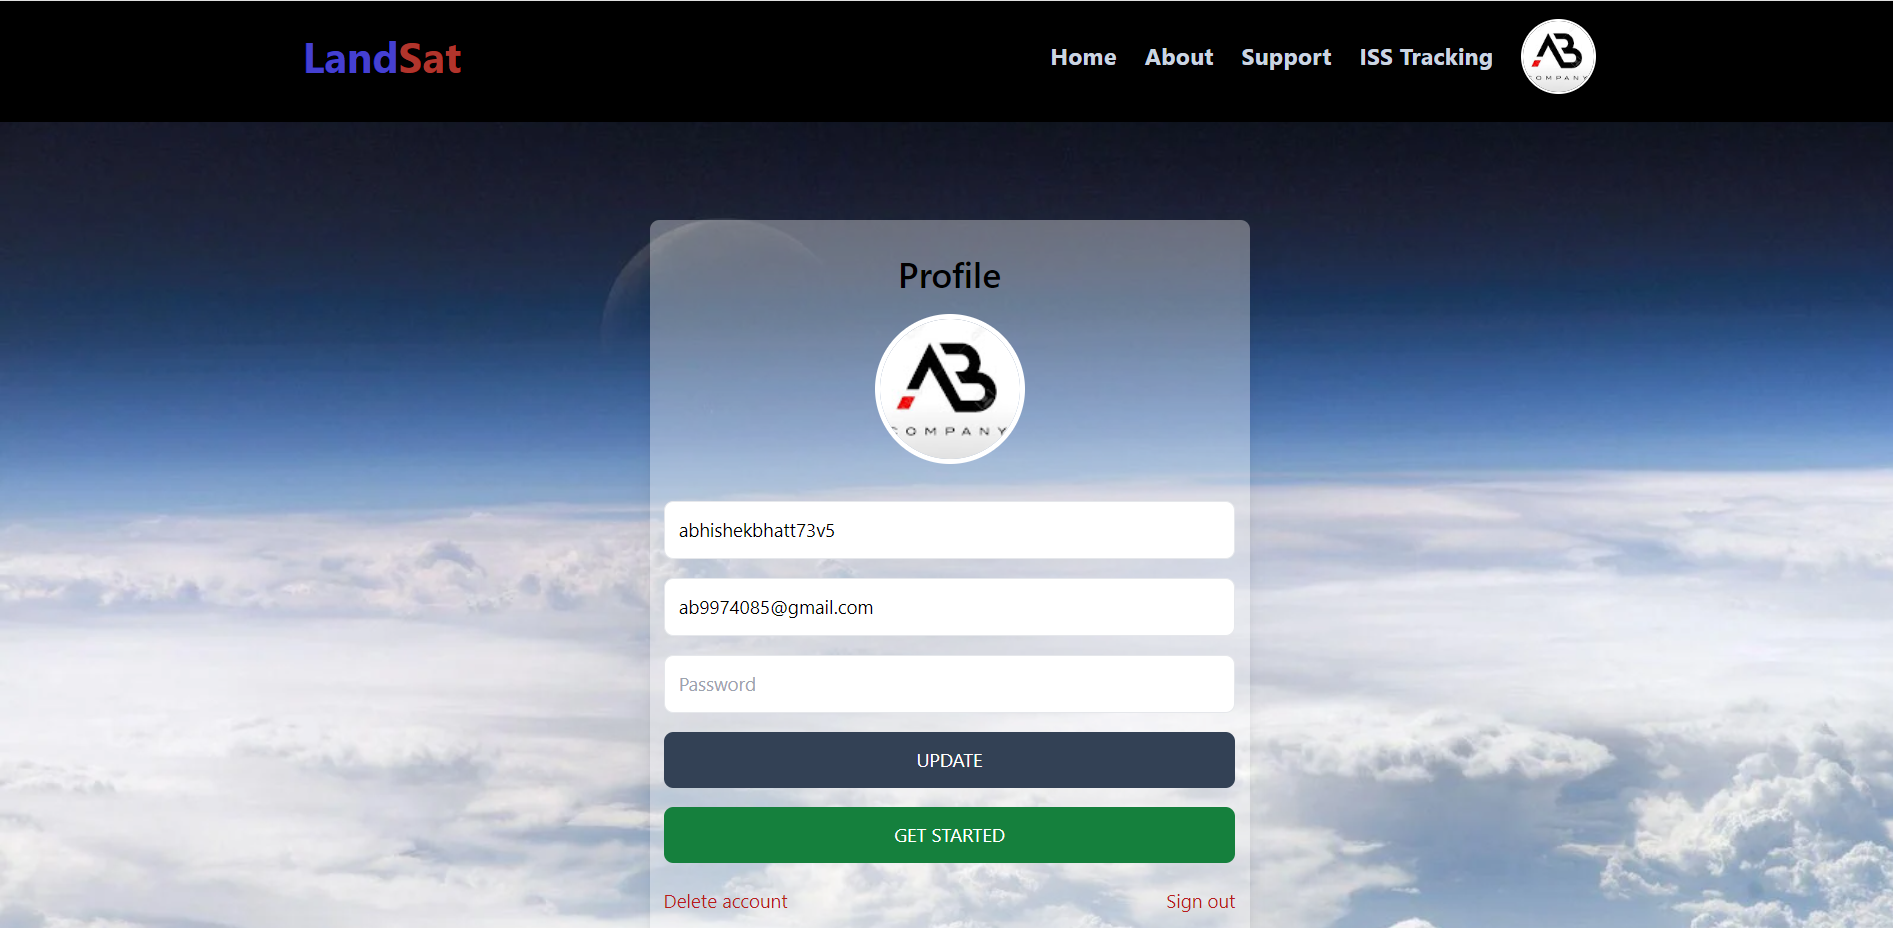 LandSat
Home About Support ISS Tracking
AB
COMPANY
Profile
AB
COMPANY
abhishekbhatt73v5
ab9974085@gmail.com
Password
UPDATE
GET STARTED
Delete account Sign out